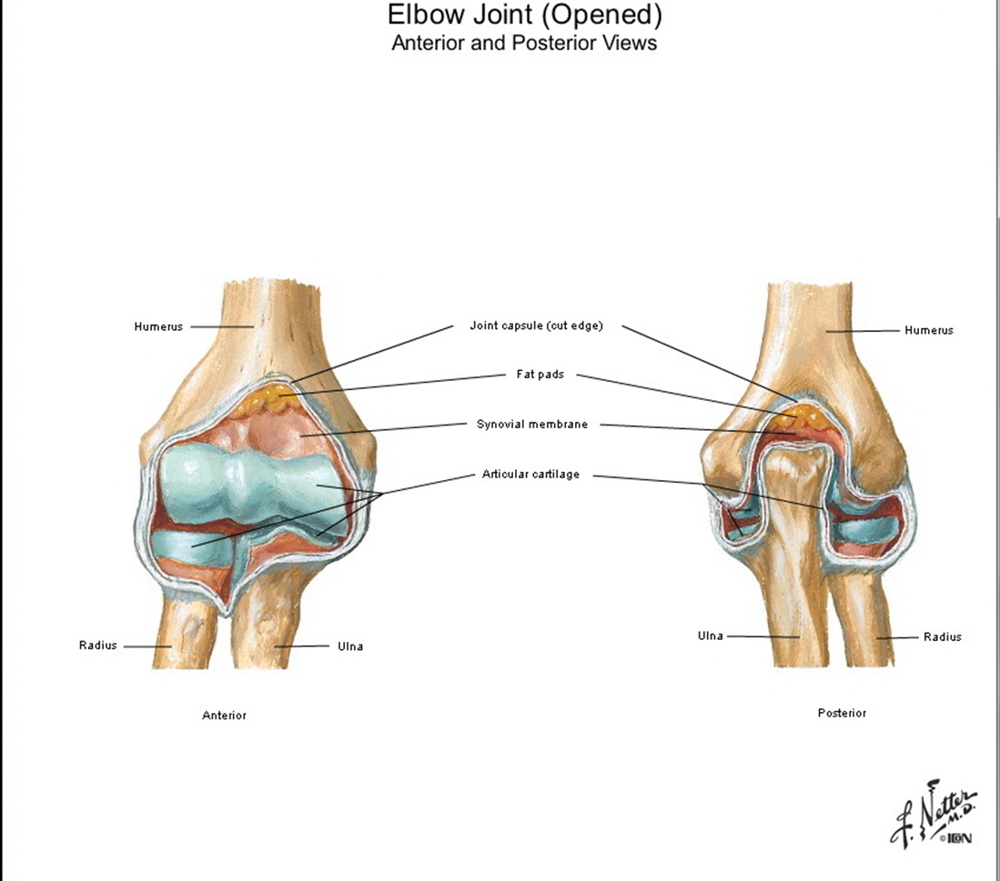 Elbow Joint (Opened)
Anterior and Posterior Views
Humerus
Joint capsule (cut edge)
Humerus
Fat pads
Synovial membrane
Articular cartilage
Radius
Ulna
Ulna
Radius
Anterior
Posterior
F. Netter
M.D.
©ICON